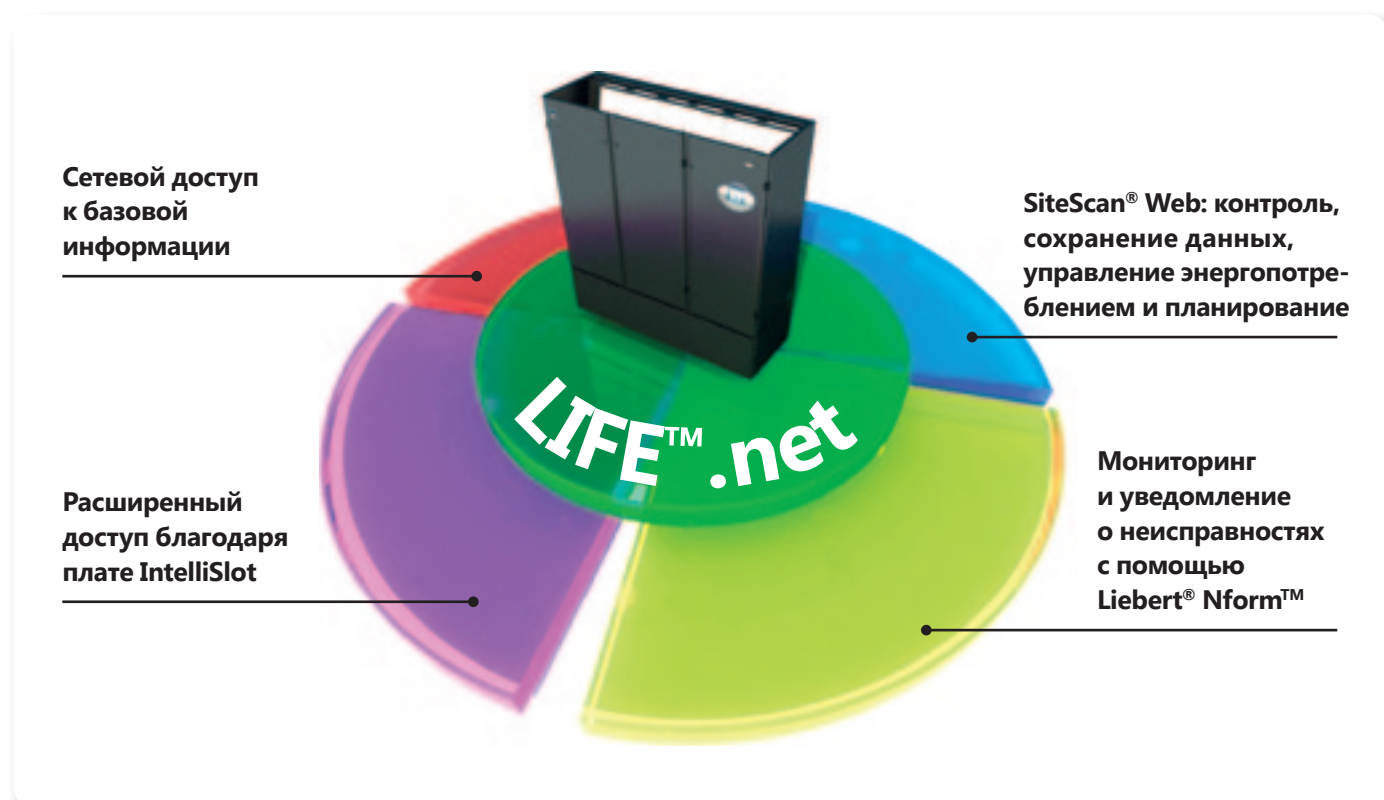 Сетевой доступ
к базовой
информации
SiteScan® Web: контроль,
сохранение данных,
управление энергопотре-
блением и планирование
LIFE™.net
Расширенный
доступ благодаря
плате IntelliSlot
Мониторинг
и уведомление
о неисправностях
с помощью
Liebert® Nform™